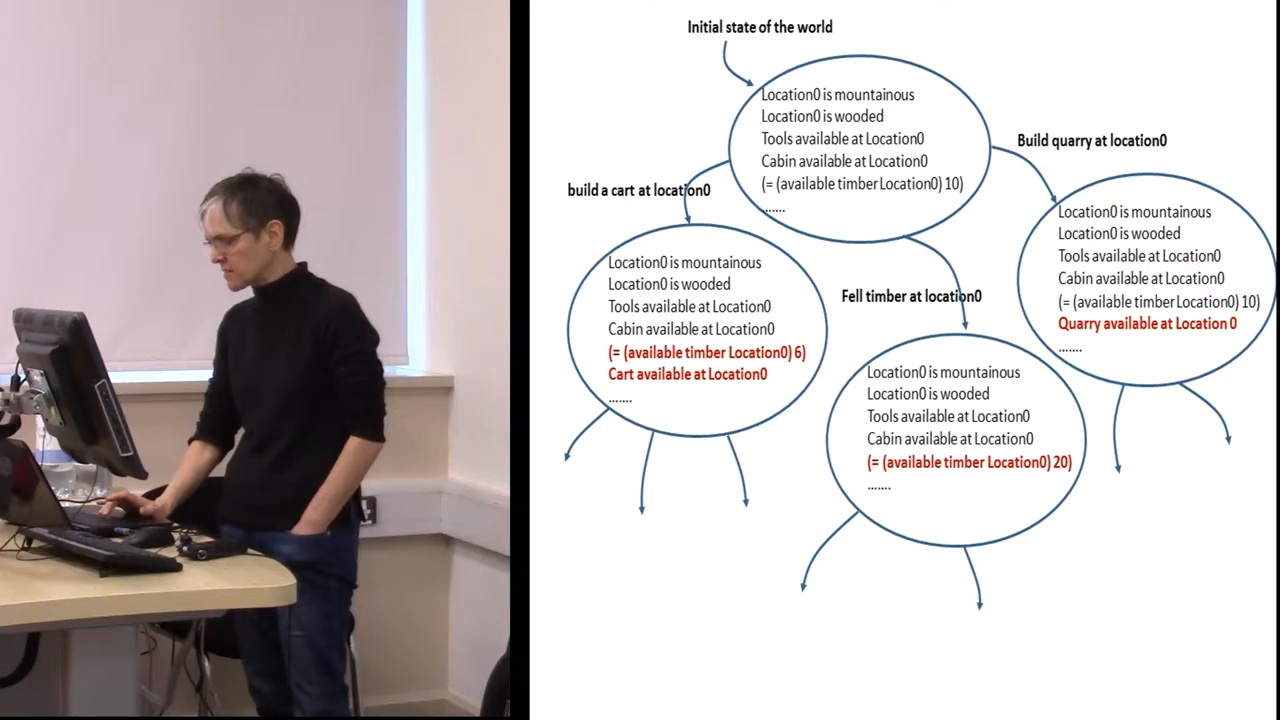 Initial state of the world
Location0 is mountainous
Location0 is wooded
Tools available at Location0
Cabin available at Location0
(= (available timber Location0) 10)
.......
Build quarry at location0
build a cart at location0
Location0 is mountainous
Location0 is wooded
Tools available at Location0
Cabin available at Location0
(= (available timber Location0) 6)
Cart available at Location0
.......
Fell timber at location0
Location0 is mountainous
Location0 is wooded
Tools available at Location0
Cabin available at Location0
(= (available timber Location0) 20)
.......
Location0 is mountainous
Location0 is wooded
Tools available at Location0
Cabin available at Location0
(= (available timber Location0) 10)
Quarry available at Location 0
.......